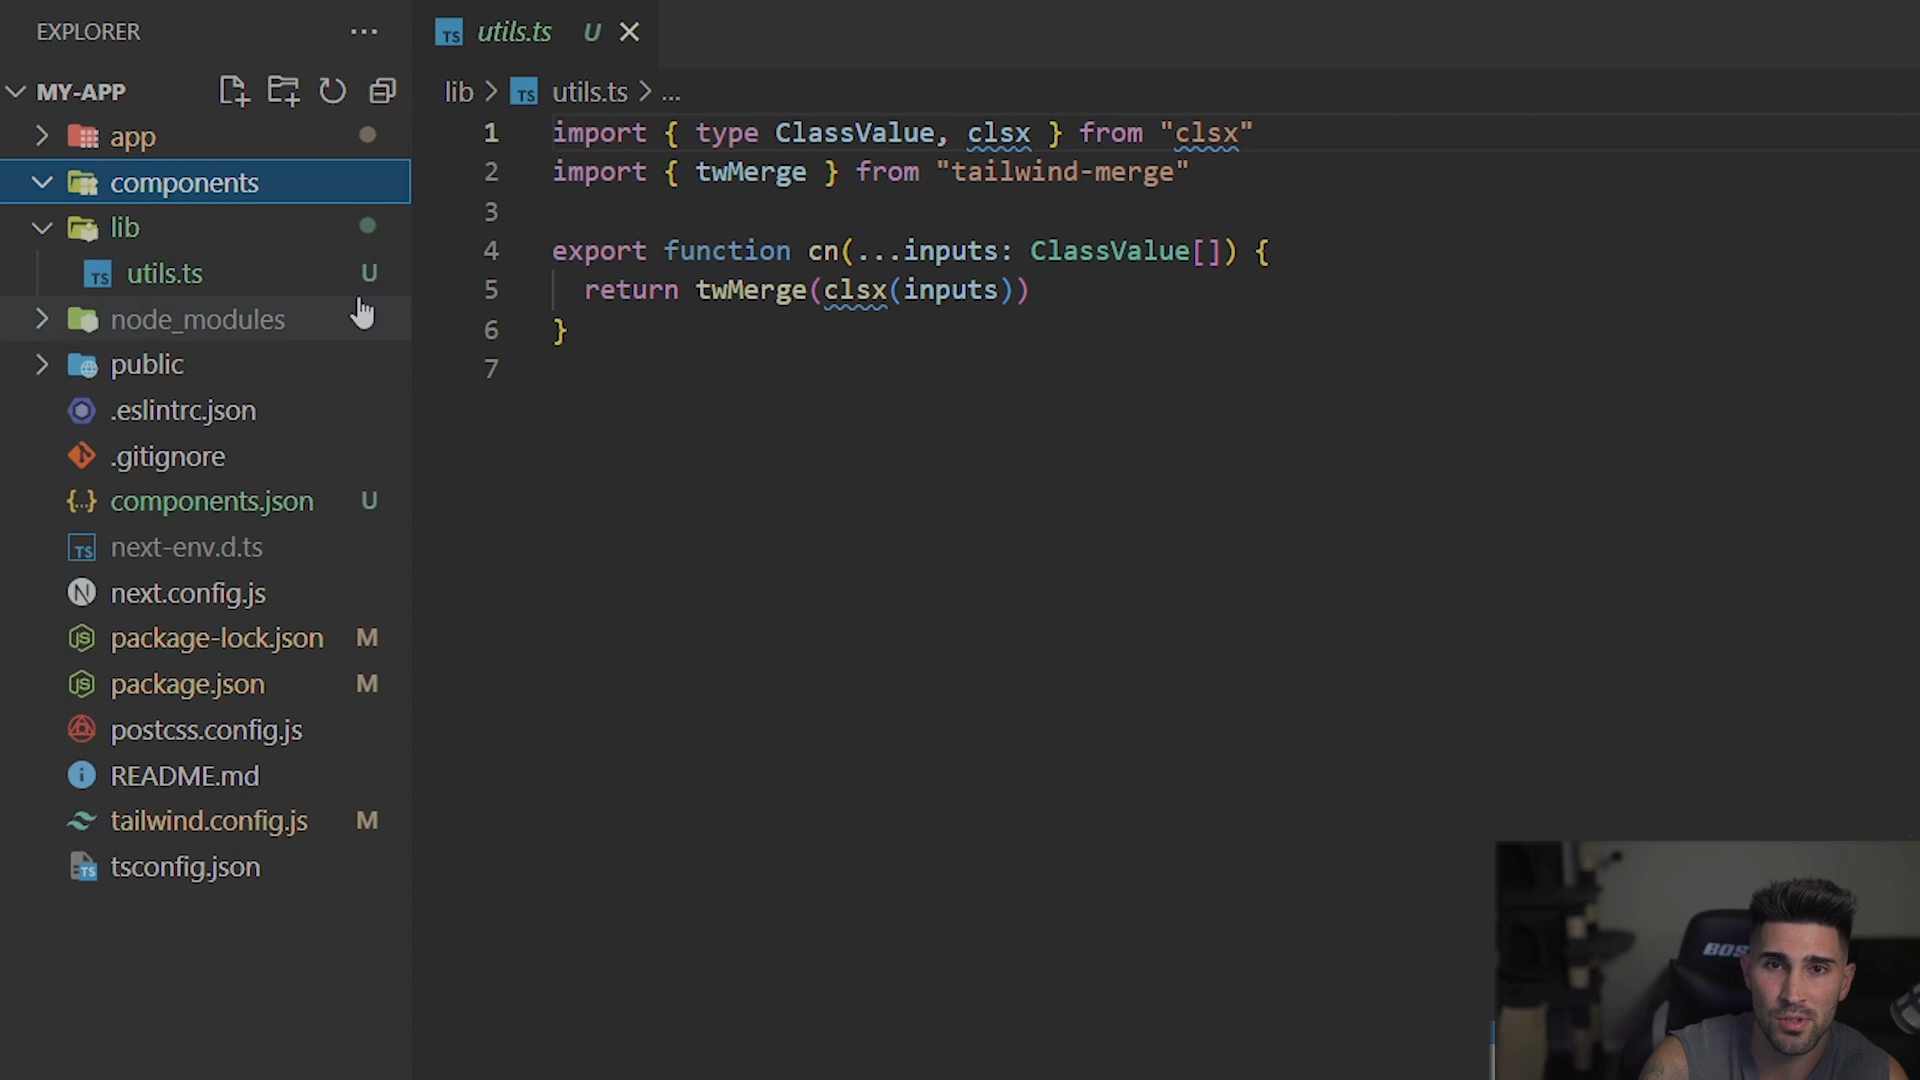 EXPLORER
MY-APP
app
components
lib
utils.ts U
node_modules
public
.eslintrc.json
.gitignore
components.json U
next-env.d.ts
next.config.js
package-lock.json M
package.json M
postcss.config.js
README.md
tailwind.config.js M
tsconfig.json
TS utils.ts U
lib > TS utils.ts > ...
1 import { type ClassValue, clsx } from "clsx"
2 import { twMerge } from "tailwind-merge"
3
4 export function cn(...inputs: ClassValue[]) {
5 return twMerge(clsx(inputs))
6 }
7